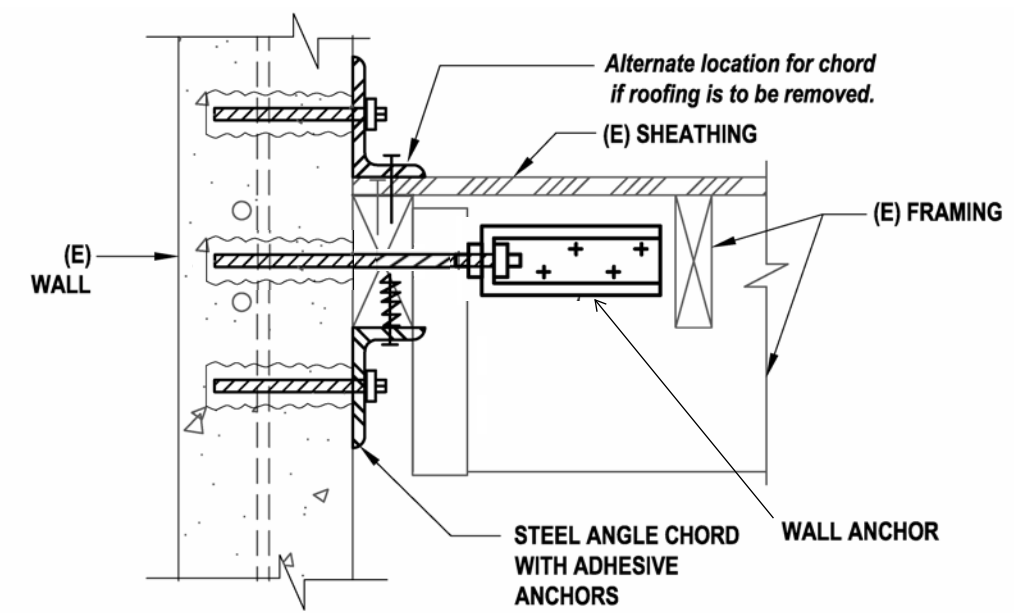 Alternate location for chord
if roofing is to be removed.
(E) SHEATHING
(E) FRAMING
(E)
WALL
STEEL ANGLE CHORD
WITH ADHESIVE
ANCHORS
WALL ANCHOR